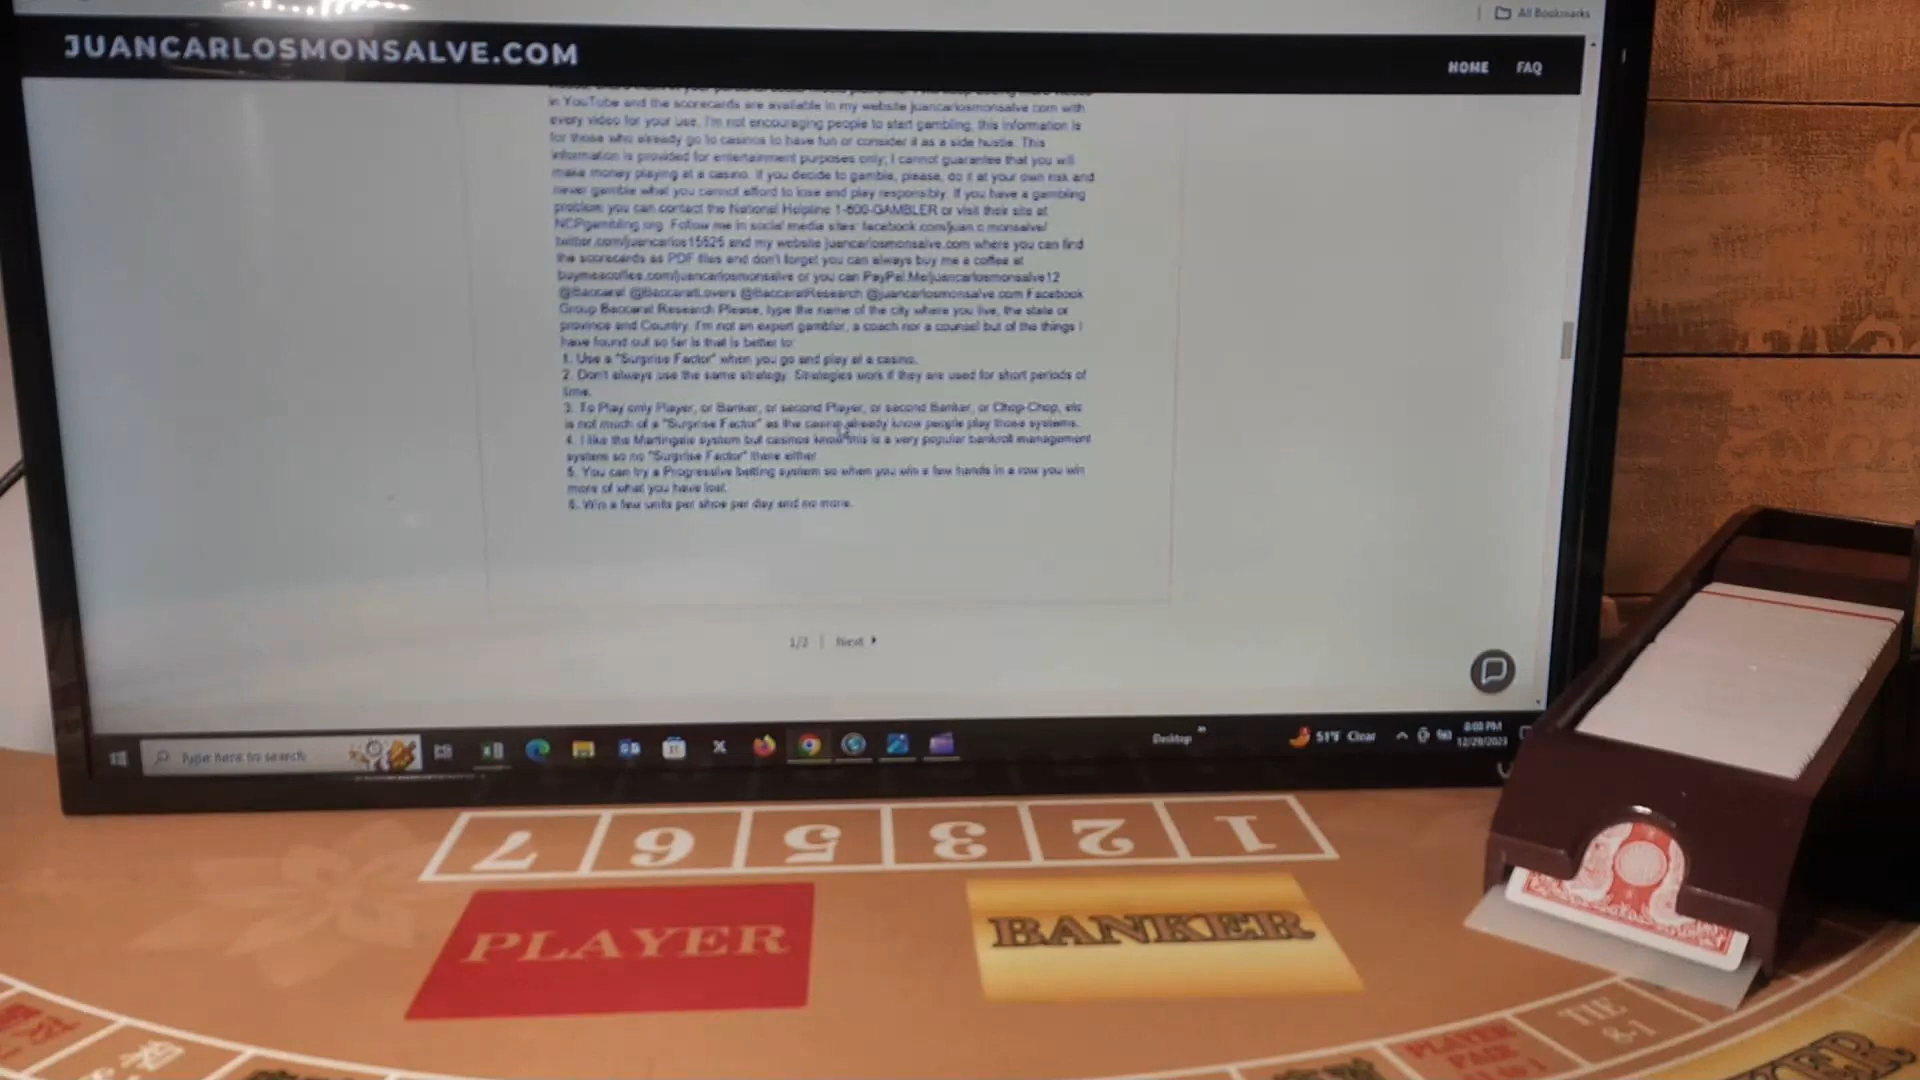 All Bookmarks
JUANCARLOSMONSALVE.COM
HOME FAQ
in YouTube and the scorecards are available in my website juancarlosmonsalve.com with
every video for your use. I'm not encouraging people to start gambling, this information is
for those who already go to casinos to have fun or consider it as a side hustle. This
information is provided for entertainment purposes only; I cannot guarantee that you will
make money playing at a casino. If you decide to gamble, please, do it at your own risk and
never gamble what you cannot afford to lose and play responsibly. If you have a gambling
problem you can contact the National Helpline 1-800-GAMBLER or visit their site at
NCPgambling.org. Follow me in social media sites: facebook.com/juan.c.monsalve/
twitter.com/juancarlos15525 and my website juancarlosmonsalve.com where you can find
the scorecards as PDF files and don't forget you can always buy me a coffee at
buymeacoffee.com/juancarlosmonsalve or you can PayPal.Me/juancarlosmonsalve12
@Baccarat @BaccaratLovers @BaccaratResearch @juancarlosmonsalve.com Facebook
Group Baccarat Research Please, type the name of the city where you live, the state or
province and Country. I'm not an expert gambler, a coach nor a counsel but of the things I
have found out so far is that is better to:
1. Use a "Surprise Factor" when you go and play at a casino.
2. Don't always use the same strategy. Strategies work if they are used for short periods of
time.
3. To Play only Player, or Banker, or second Player, or second Banker, or Chop-Chop, etc
is not much of a "Surprise Factor" as the casino already know people play those systems.
4. I like the Martingale system but casinos know this is a very popular bankroll management
system so no "Surprise Factor" there either.
5. You can try a Progressive betting system so when you win a few hands in a row you win
more of what you have lost.
6. Win a few units per shoe per day and no more.
1/2 | Next
Type here to search
Desktop
51°F Clear
8:08 PM
12/29/2023
7 6 5 3 2 1
PLAYER
BANKER
TIE
8-1
PLAYER
PAIR